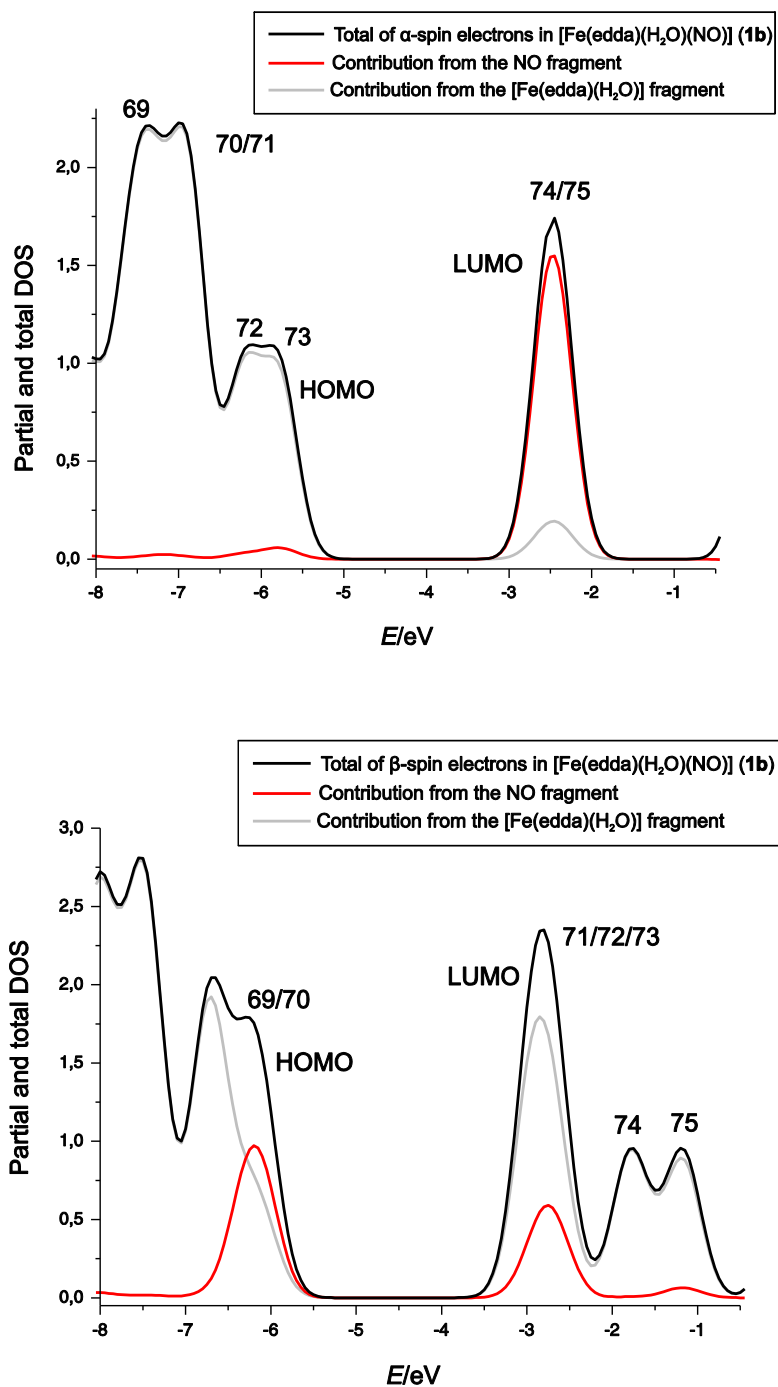 Total of α-spin electrons in [Fe(edda)(H₂O)(NO)] (1b)
Contribution from the NO fragment
Contribution from the [Fe(edda)(H₂O)] fragment
69
70/71
74/75
LUMO
72
73
HOMO
2,0
1,5
1,0
0,5
0,0
Partial and total DOS
-8
-7
-6
-5
-4
-3
-2
-1
E/eV
Total of β-spin electrons in [Fe(edda)(H₂O)(NO)] (1b)
Contribution from the NO fragment
Contribution from the [Fe(edda)(H₂O)] fragment
3,0
2,5
2,0
1,5
1,0
0,5
0,0
Partial and total DOS
71/72/73
LUMO
69/70
HOMO
74
75
-8
-7
-6
-5
-4
-3
-2
-1
E/eV